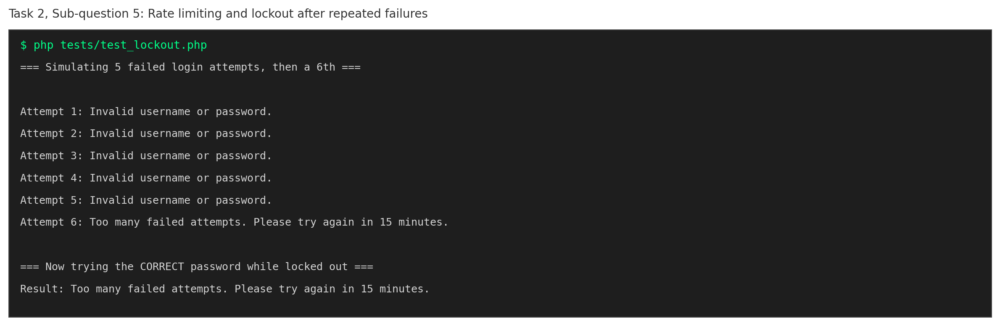 Task 2, Sub-question 5: Rate limiting and lockout after repeated failures
$ php tests/test_lockout.php
=== Simulating 5 failed login attempts, then a 6th ===
Attempt 1: Invalid username or password.
Attempt 2: Invalid username or password.
Attempt 3: Invalid username or password.
Attempt 4: Invalid username or password.
Attempt 5: Invalid username or password.
Attempt 6: Too many failed attempts. Please try again in 15 minutes.
=== Now trying the CORRECT password while locked out ===
Result: Too many failed attempts. Please try again in 15 minutes.